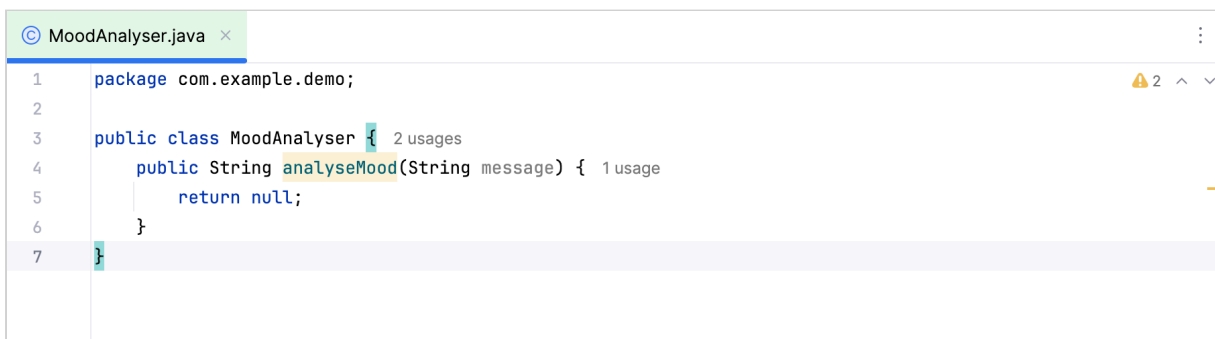 MoodAnalyser.java
1 package com.example.demo;
2
2
3 public class MoodAnalyser { 2 usages
4 public String analyseMood(String message) { 1 usage
5 return null;
6 }
7 }